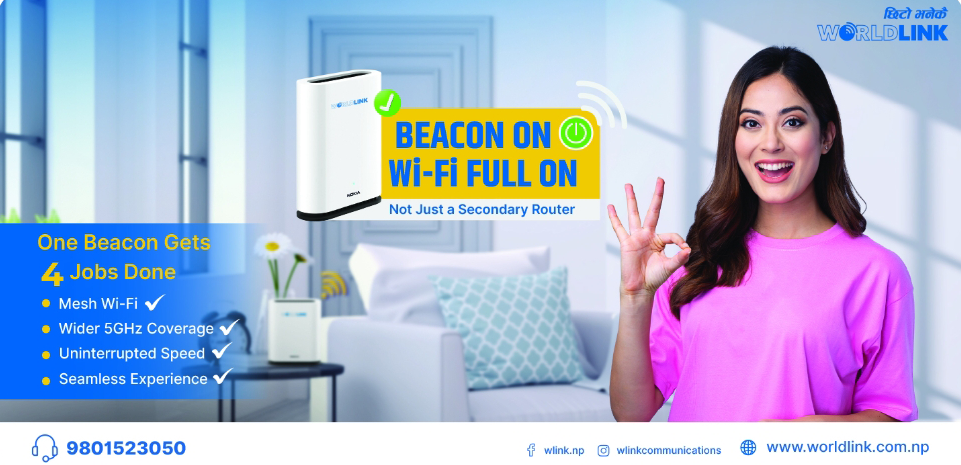 छिटो भनेकै
WORLDLINK
WORLDLINK
BEACON ON
Wi-Fi FULL ON
NOKIA
Not Just a Secondary Router
One Beacon Gets
4 Jobs Done
Mesh Wi-Fi
Wider 5GHz Coverage
Uninterrupted Speed
Seamless Experience
9801523050
wlink.np
wlinkcommunications
www.worldlink.com.np